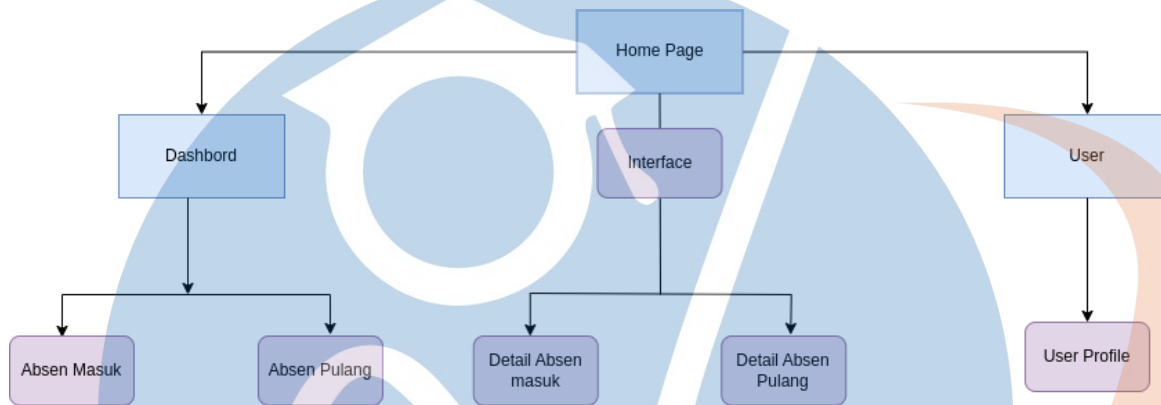 Home Page
Dashbord
Interface
User
Absen Masuk
Absen Pulang
Detail Absen
masuk
Detail Absen
Pulang
User Profile